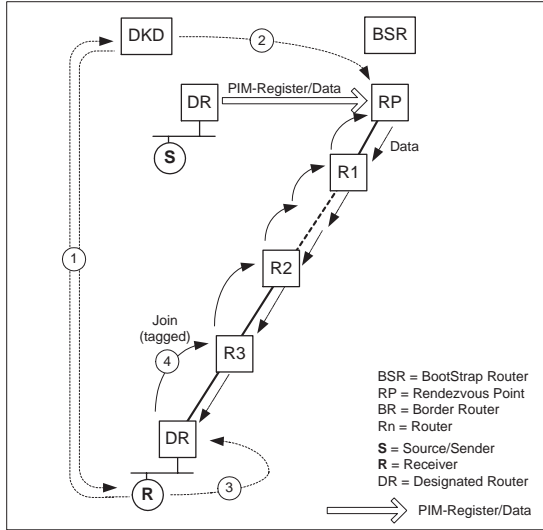 DKD
2
BSR
DR
PIM-Register/Data
RP
S
Data
R1
1
R2
Join
(tagged)
4
R3
DR
R
3
BSR = BootStrap Router
RP = Rendezvous Point
BR = Border Router
Rn = Router
S = Source/Sender
R = Receiver
DR = Designated Router
PIM-Register/Data